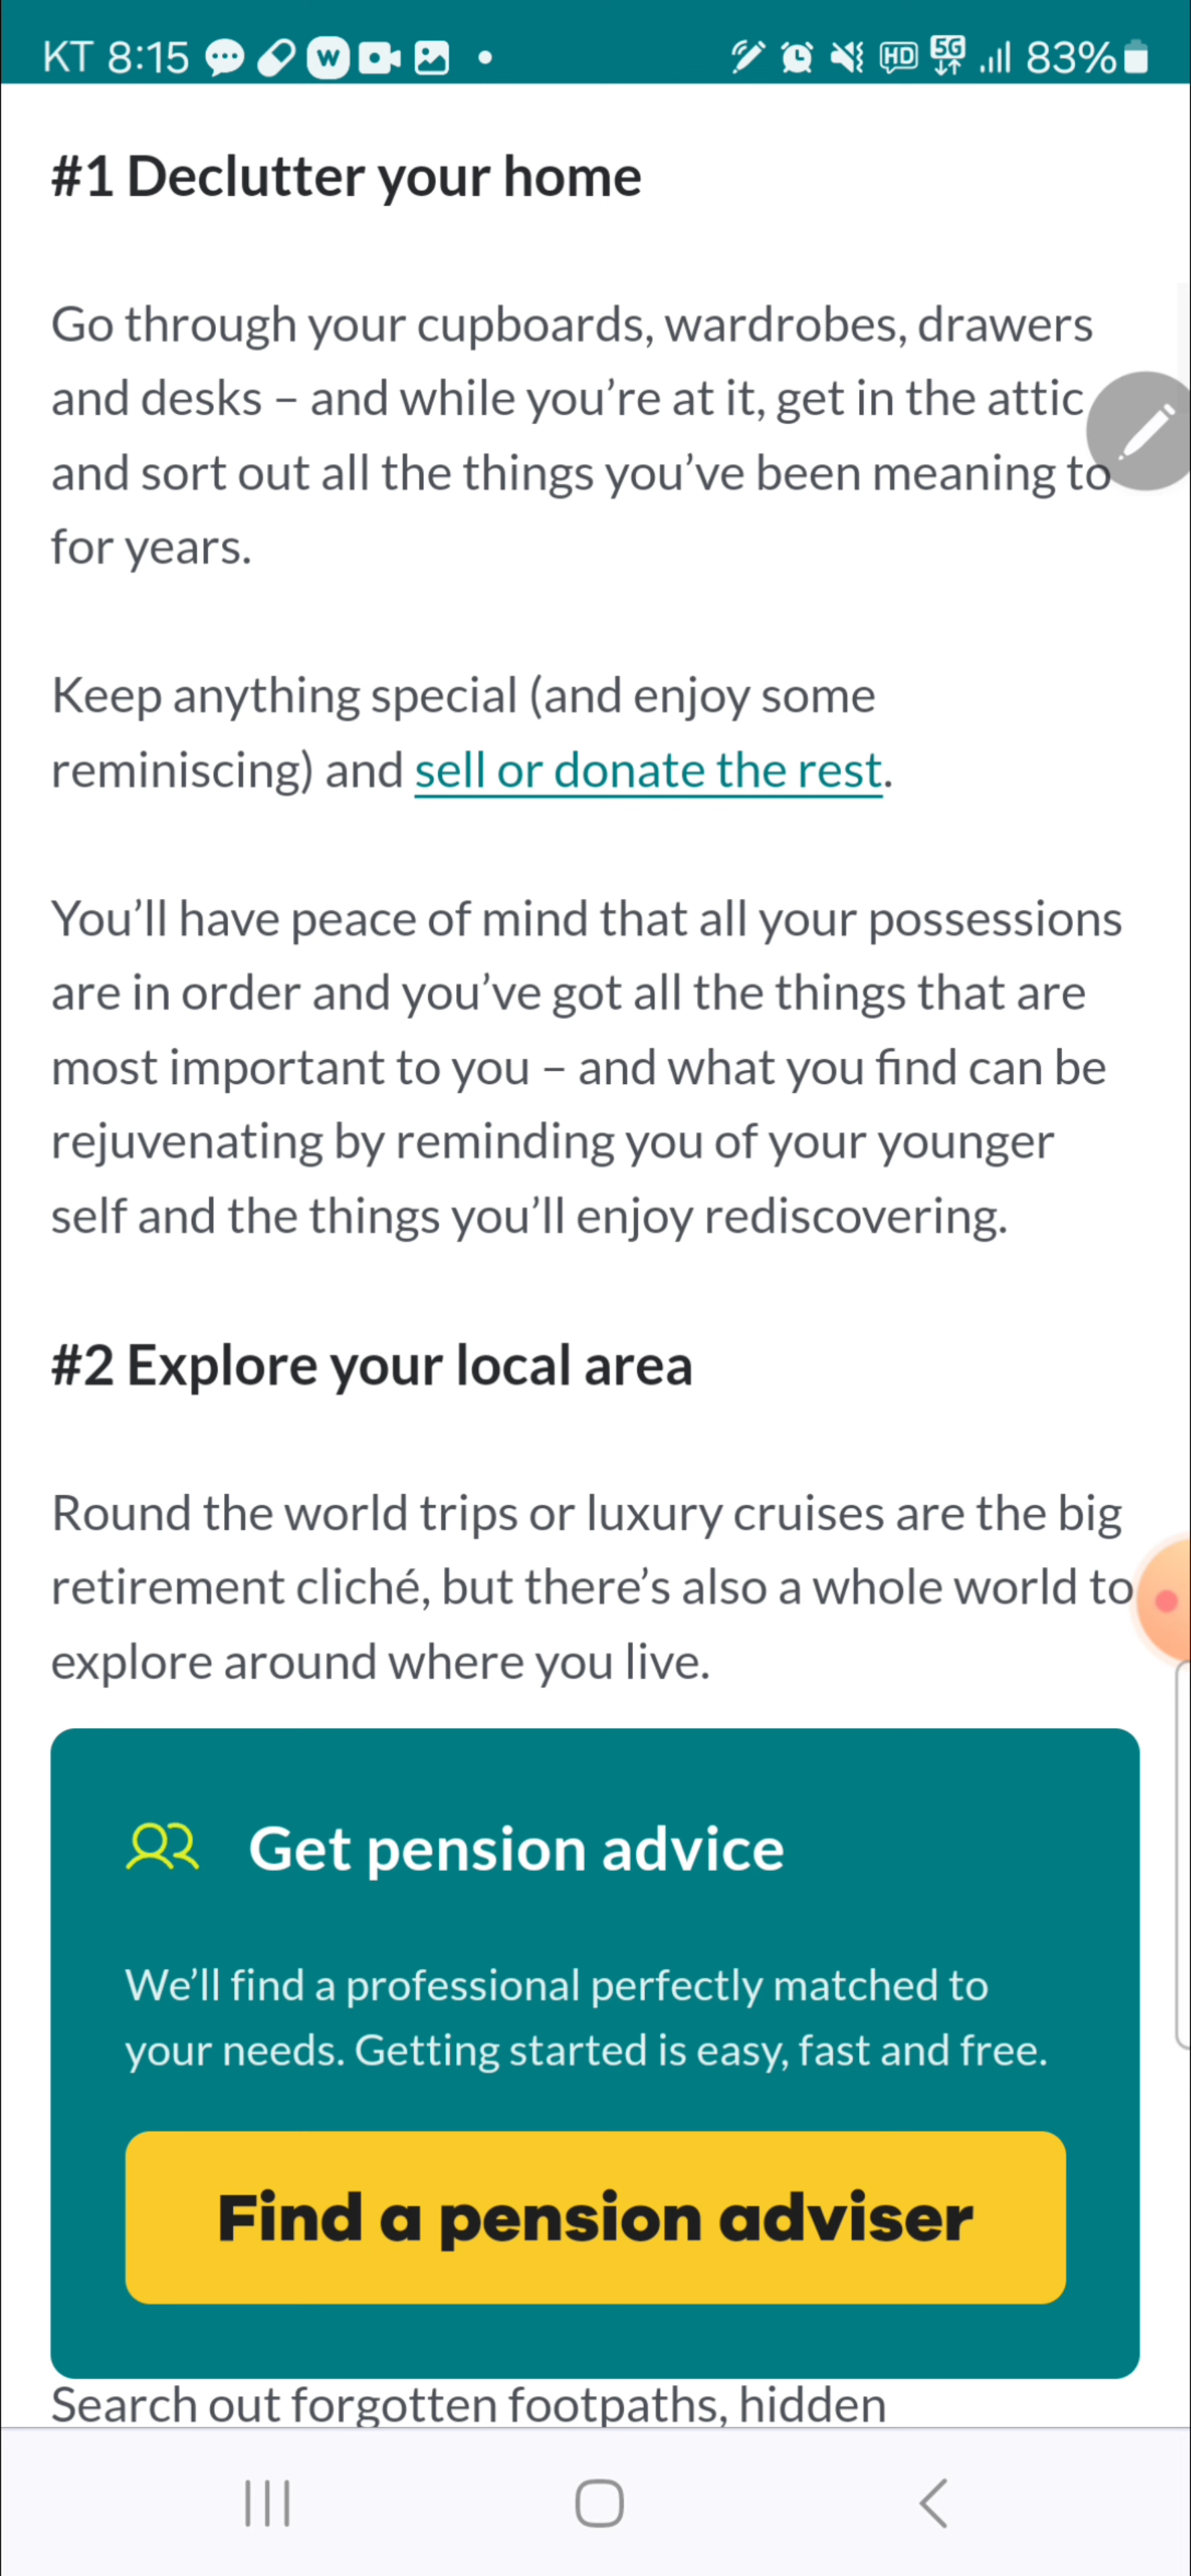 KT 8:15 W HD 5G 83%
#1 Declutter your home
Go through your cupboards, wardrobes, drawers
and desks – and while you’re at it, get in the attic
and sort out all the things you’ve been meaning to
for years.
Keep anything special (and enjoy some
reminiscing) and sell or donate the rest.
You’ll have peace of mind that all your possessions
are in order and you’ve got all the things that are
most important to you – and what you find can be
rejuvenating by reminding you of your younger
self and the things you’ll enjoy rediscovering.
#2 Explore your local area
Round the world trips or luxury cruises are the big
retirement cliché, but there’s also a whole world to
explore around where you live.
Get pension advice
We’ll find a professional perfectly matched to
your needs. Getting started is easy, fast and free.
Find a pension adviser
Search out forgotten footpaths, hidden